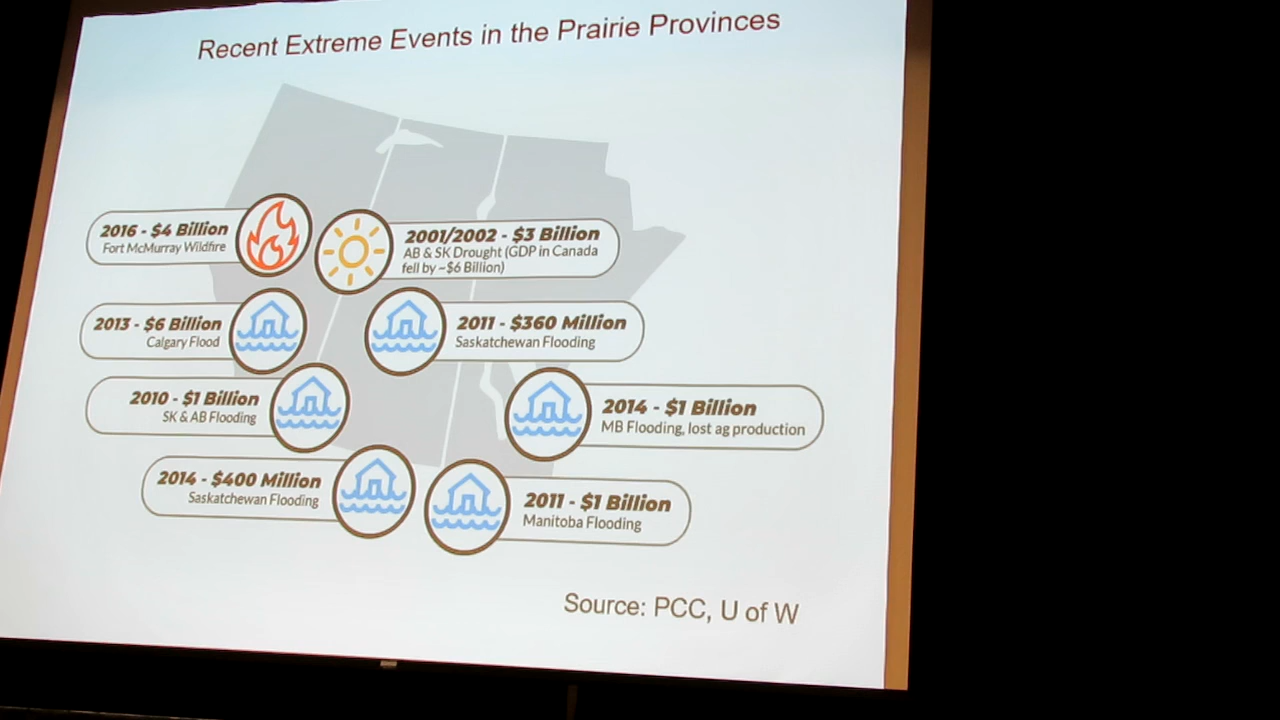 Recent Extreme Events in the Prairie Provinces
2016 - $4 Billion
Fort McMurray Wildfire
2001/2002 - $3 Billion
AB & SK Drought (GDP in Canada
fell by ~$6 Billion)
2013 - $6 Billion
Calgary Flood
2011 - $360 Million
Saskatchewan Flooding
2010 - $1 Billion
SK & AB Flooding
2014 - $1 Billion
MB Flooding, lost ag production
2014 - $400 Million
Saskatchewan Flooding
2011 - $1 Billion
Manitoba Flooding
Source: PCC, U of W